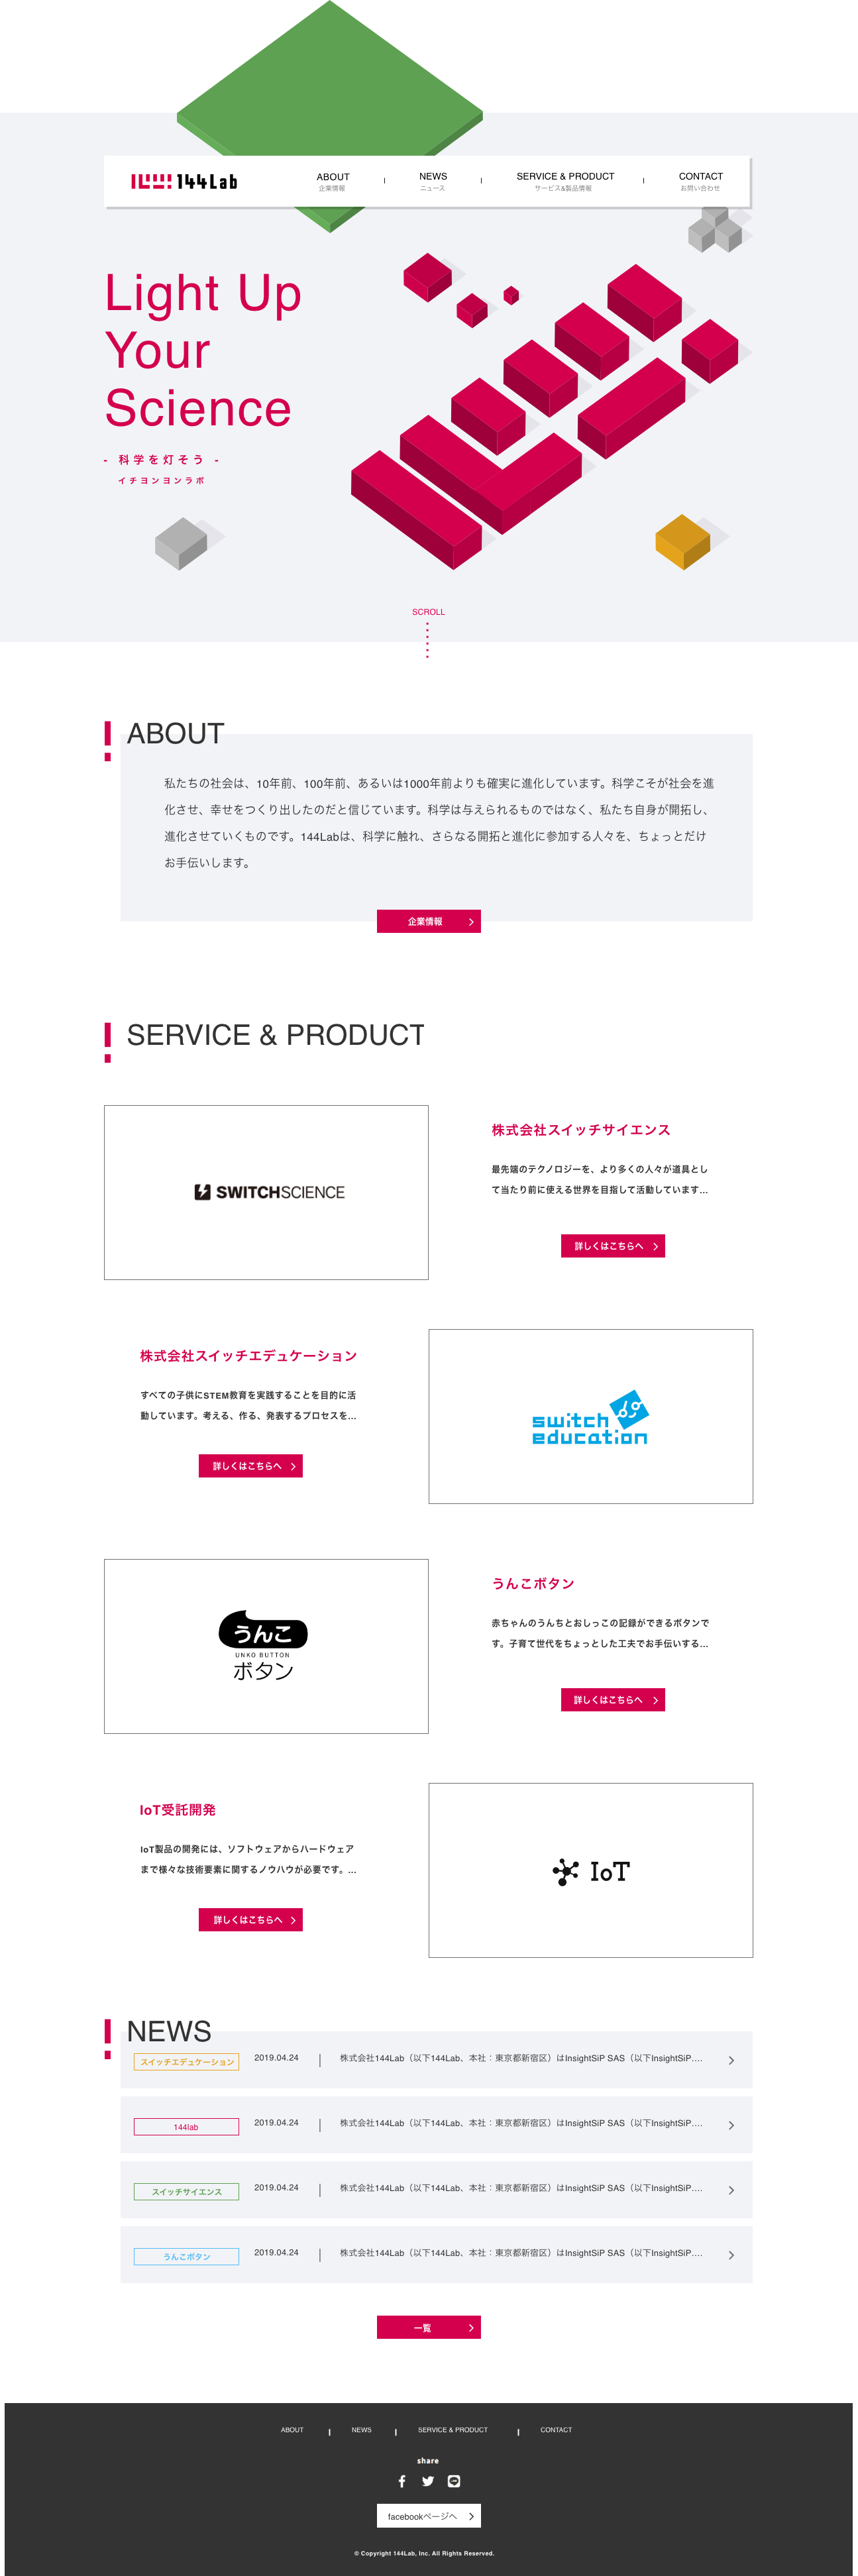 144Lab
ABOUT
企業情報
NEWS
ニュース
SERVICE & PRODUCT
サービス&製品情報
CONTACT
お問い合わせ
Light Up
Your
Science
- 科学を灯そう -
イチヨンヨンラボ
SCROLL
ABOUT
私たちの社会は、10年前、100年前、あるいは1000年前よりも確実に進化しています。科学こそが社会を進
化させ、幸せをつくり出したのだと信じています。科学は与えられるものではなく、私たち自身が開拓し、
進化させていくものです。144Labは、科学に触れ、さらなる開拓と進化に参加する人々を、ちょっとだけ
お手伝いします。
企業情報
SERVICE & PRODUCT
SWITCHSCIENCE
株式会社スイッチサイエンス
最先端のテクノロジーを、より多くの人々が道具とし
て当たり前に使える世界を目指して活動しています...
詳しくはこちらへ
株式会社スイッチエデュケーション
すべての子供にSTEM教育を実践することを目的に活
動しています。考える、作る、発表するプロセスを...
詳しくはこちらへ
switch
education
うんこ
UNKO BUTTON
ボタン
うんこボタン
赤ちゃんのうんちとおしっこの記録ができるボタンで
す。子育て世代をちょっとした工夫でお手伝いする...
詳しくはこちらへ
IoT受託開発
IoT製品の開発には、ソフトウェアからハードウェア
まで様々な技術要素に関するノウハウが必要です。...
詳しくはこちらへ
IoT
NEWS
スイッチエデュケーション 2019.04.24 株式会社144Lab（以下144Lab、本社：東京都新宿区）はInsightSiP SAS（以下InsightSiP....
144lab 2019.04.24 株式会社144Lab（以下144Lab、本社：東京都新宿区）はInsightSiP SAS（以下InsightSiP....
スイッチサイエンス 2019.04.24 株式会社144Lab（以下144Lab、本社：東京都新宿区）はInsightSiP SAS（以下InsightSiP....
うんこボタン 2019.04.24 株式会社144Lab（以下144Lab、本社：東京都新宿区）はInsightSiP SAS（以下InsightSiP....
一覧
ABOUT NEWS SERVICE & PRODUCT CONTACT
share
facebookページへ
© Copyright 144Lab, Inc. All Rights Reserved.